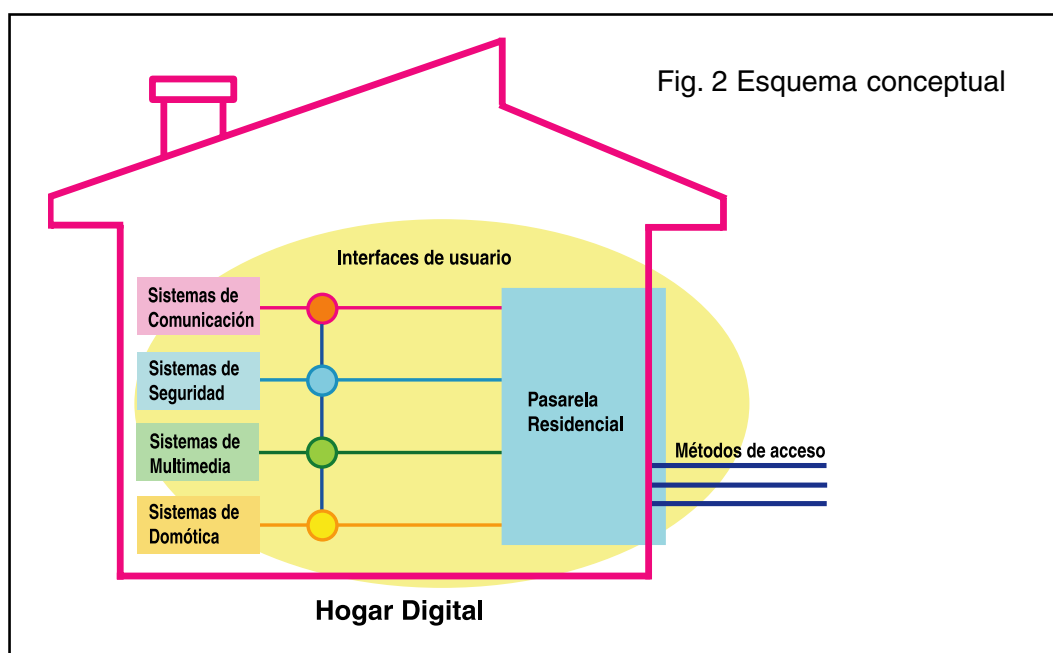 Fig. 2 Esquema conceptual
Interfaces de usuario
Sistemas de
Comunicación
Sistemas de
Seguridad
Sistemas de
Multimedia
Sistemas de
Domótica
Pasarela
Residencial
Métodos de acceso
Hogar Digital